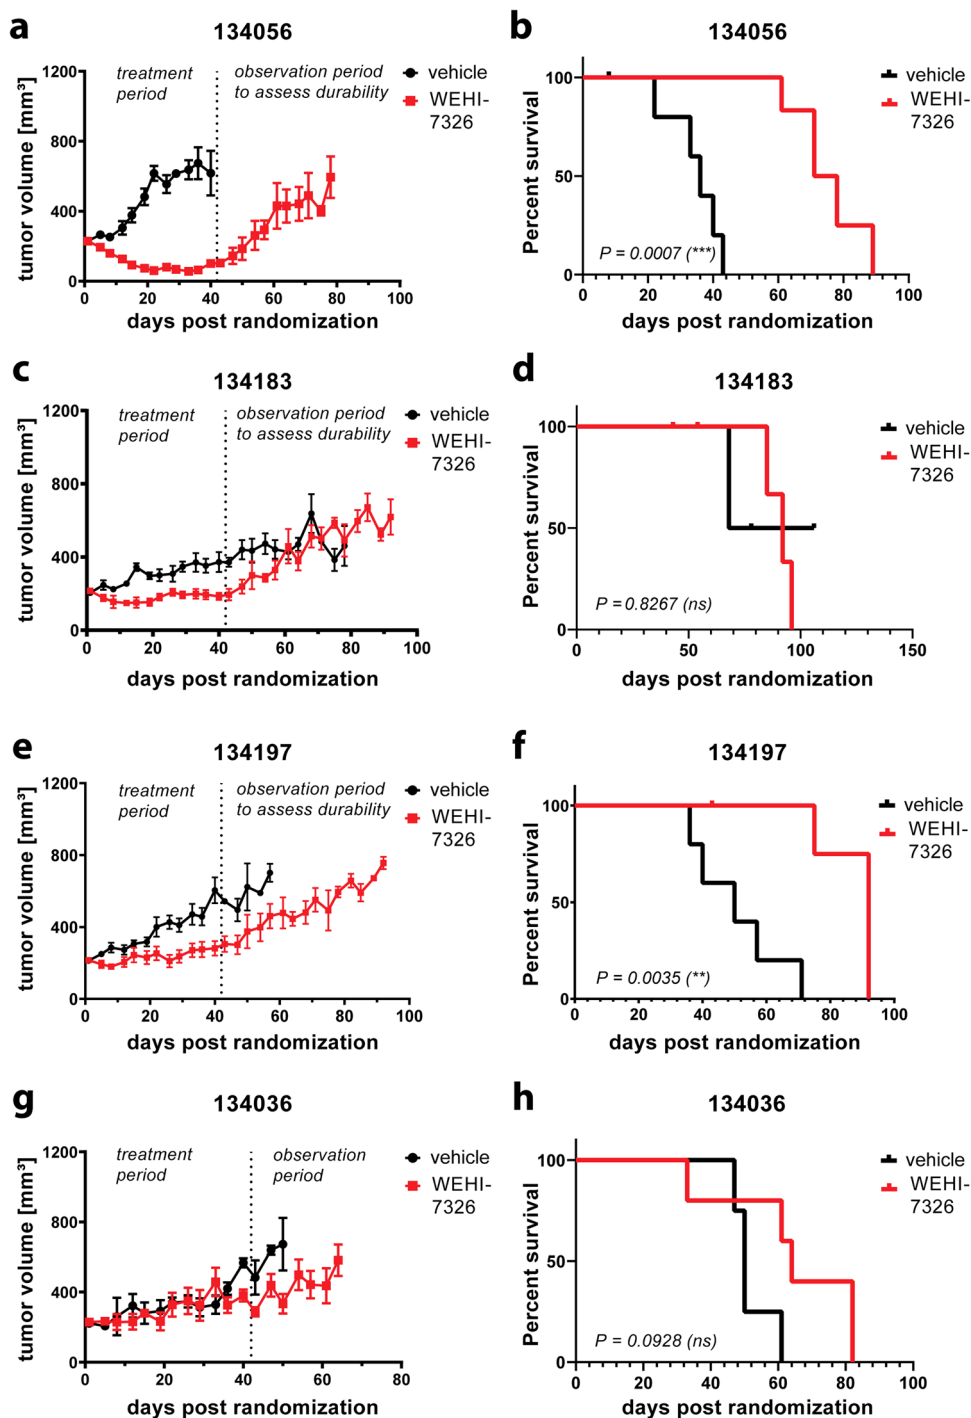 a
134056
tumor volume [mm³]
1200
800
400
0
treatment
period
observation period
to assess durability
vehicle
WEHI-
7326
0 20 40 60 80 100
days post randomization
b
134056
Percent survival
100
50
0
vehicle
WEHI-
7326
P = 0.0007 (***)
0 20 40 60 80 100
days post randomization
c
134183
tumor volume [mm³]
1200
800
400
0
treatment
period
observation period
to assess durability
vehicle
WEHI-
7326
0 20 40 60 80 100
days post randomization
d
134183
Percent survival
100
50
0
vehicle
WEHI-
7326
P = 0.8267 (ns)
0 50 100 150
days post randomization
e
134197
tumor volume [mm³]
1200
800
400
0
treatment
period
observation period
to assess durability
vehicle
WEHI-
7326
0 20 40 60 80 100
days post randomization
f
134197
Percent survival
100
50
0
vehicle
WEHI-
7326
P = 0.0035 (**)
0 20 40 60 80 100
days post randomization
g
134036
tumor volume [mm³]
1200
800
400
0
treatment
period
observation
period
vehicle
WEHI-
7326
0 20 40 60 80
days post randomization
h
134036
Percent survival
100
50
0
vehicle
WEHI-
7326
P = 0.0928 (ns)
0 20 40 60 80 100
days post randomization